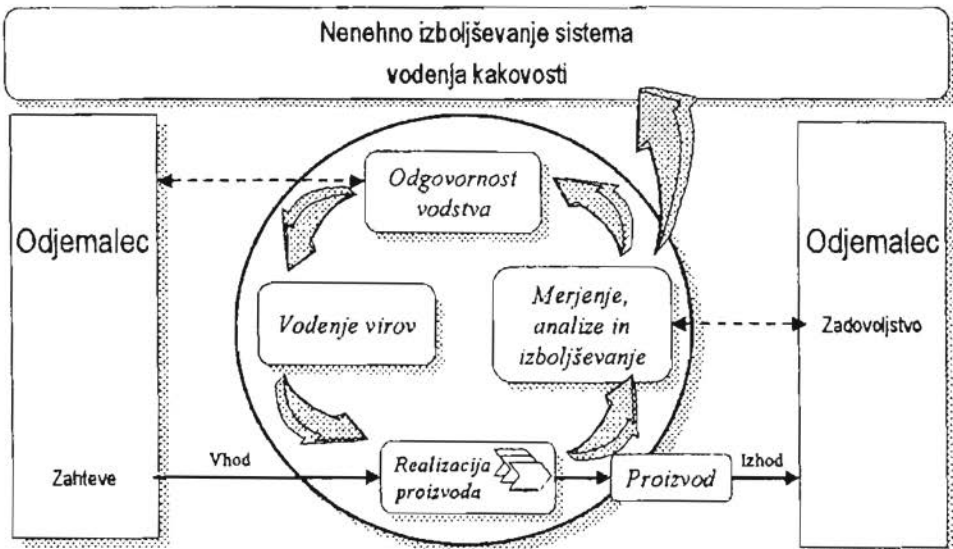 Nenehno izboljševanje sistema
vodenja kakovosti
Odjemalec
Zahteve
Vhod
Odgovornost
vodstva
Vodenje virov
Merjenje,
analize in
izboljševanje
Realizacija
proizvoda
Proizvod
Izhod
Odjemalec
Zadovoljstvo